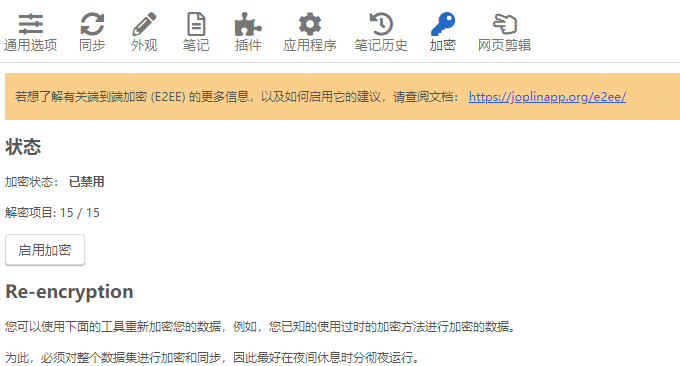 通用选项 同步 外观 笔记 插件 应用程序 笔记历史 加密 网页剪辑
若想了解有关端到端加密 (E2EE) 的更多信息，以及如何启用它的建议，请查阅文档： https://joplinapp.org/e2ee/
状态
加密状态： 已禁用
解密项目: 15 / 15
启用加密
Re-encryption
您可以使用下面的工具重新加密您的数据，例如，您已知的使用过时的加密方法进行加密的数据。
为此，必须对整个数据集进行加密和同步，因此最好在夜间休息时分彻夜运行。